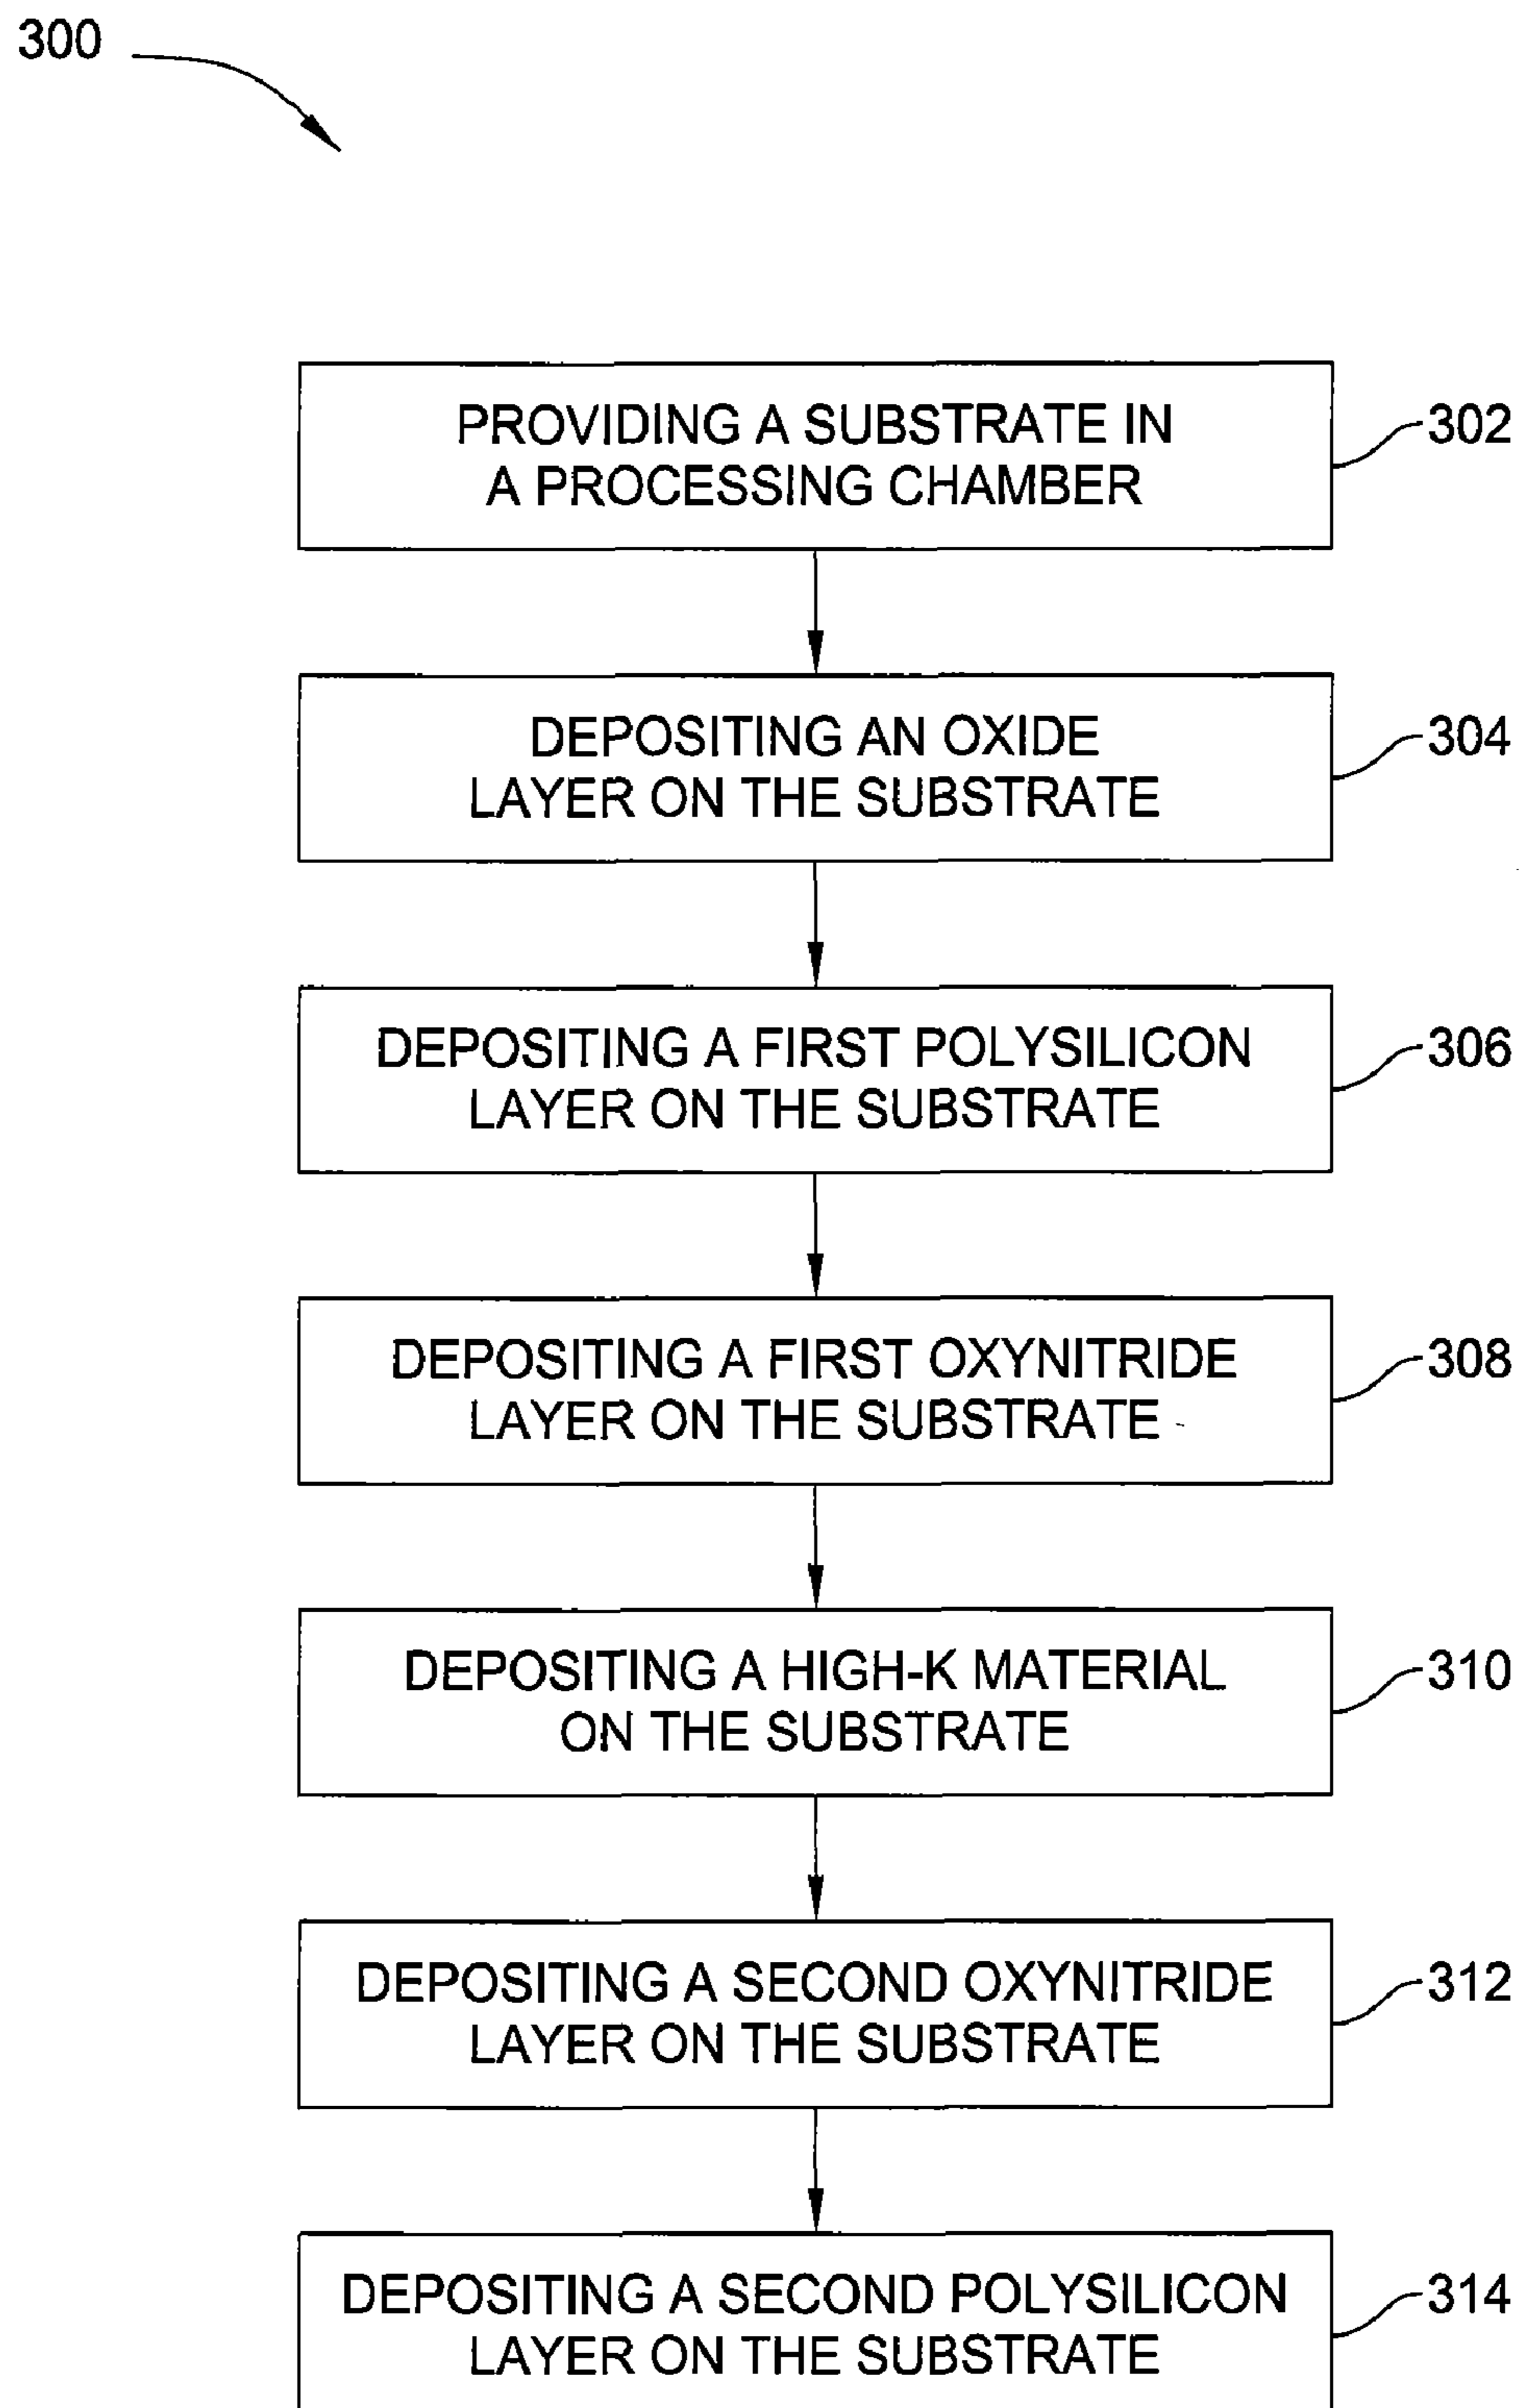 300
PROVIDING A SUBSTRATE IN
A PROCESSING CHAMBER
302
DEPOSITING AN OXIDE
LAYER ON THE SUBSTRATE
304
DEPOSITING A FIRST POLYSILICON
LAYER ON THE SUBSTRATE
306
DEPOSITING A FIRST OXYNITRIDE
LAYER ON THE SUBSTRATE
308
DEPOSITING A HIGH-K MATERIAL
ON THE SUBSTRATE
310
DEPOSITING A SECOND OXYNITRIDE
LAYER ON THE SUBSTRATE
312
DEPOSITING A SECOND POLYSILICON
LAYER ON THE SUBSTRATE
314